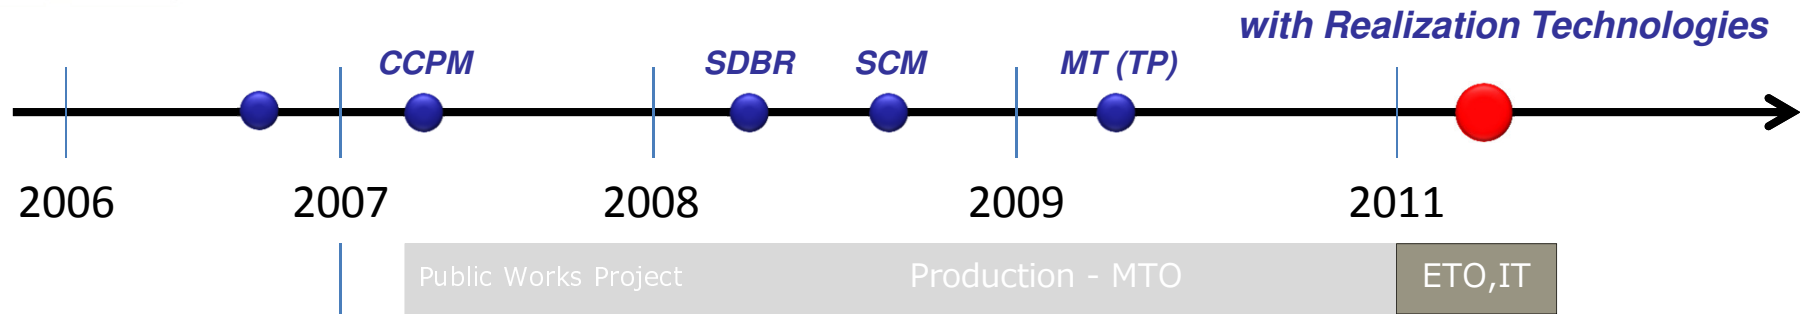 with Realization Technologies
CCPM SDBR SCM MT (TP)
2006 2007 2008 2009 2011
Public Works Project Production - MTO ETO,IT